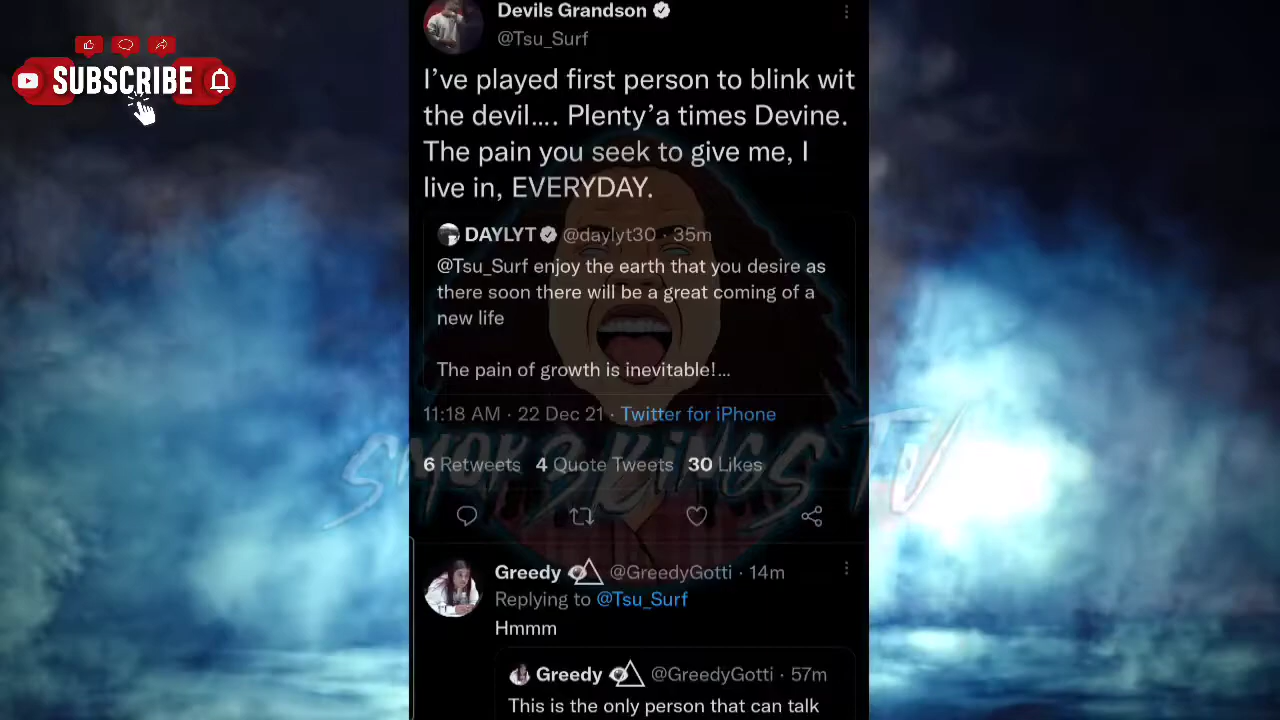 SUBSCRIBE
Devils Grandson
@Tsu_Surf
I’ve played first person to blink wit
the devil…. Plenty’a times Devine.
The pain you seek to give me, I
live in, EVERYDAY.
DAYLYT @daylyt30 · 35m
@Tsu_Surf enjoy the earth that you desire as
there soon there will be a great coming of a
new life
The pain of growth is inevitable!...
11:18 AM · 22 Dec 21 · Twitter for iPhone
6 Retweets 4 Quote Tweets 30 Likes
SMOK3 KiNGS TV
Greedy @GreedyGotti · 14m
Replying to @Tsu_Surf
Hmmm
Greedy @GreedyGotti · 57m
This is the only person that can talk